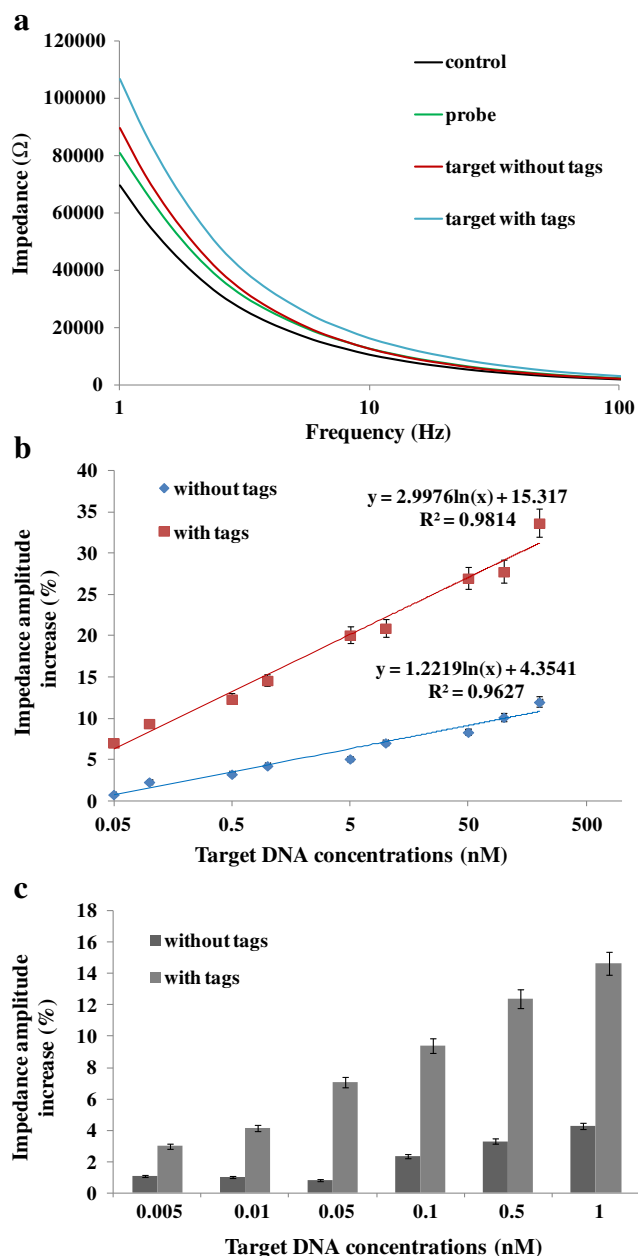 a
120000
100000
80000
60000
40000
20000
0
Impedance (Ω)
control
probe
target without tags
target with tags
1
10
100
Frequency (Hz)
b
40
35
30
25
20
15
10
5
0
Impedance amplitude
increase (%)
without tags
with tags
y = 2.9976ln(x) + 15.317
R² = 0.9814
y = 1.2219ln(x) + 4.3541
R² = 0.9627
0.05
0.5
5
50
500
Target DNA concentrations (nM)
c
18
16
14
12
10
8
6
4
2
0
Impedance amplitude
increase (%)
without tags
with tags
0.005
0.01
0.05
0.1
0.5
1
Target DNA concentrations (nM)